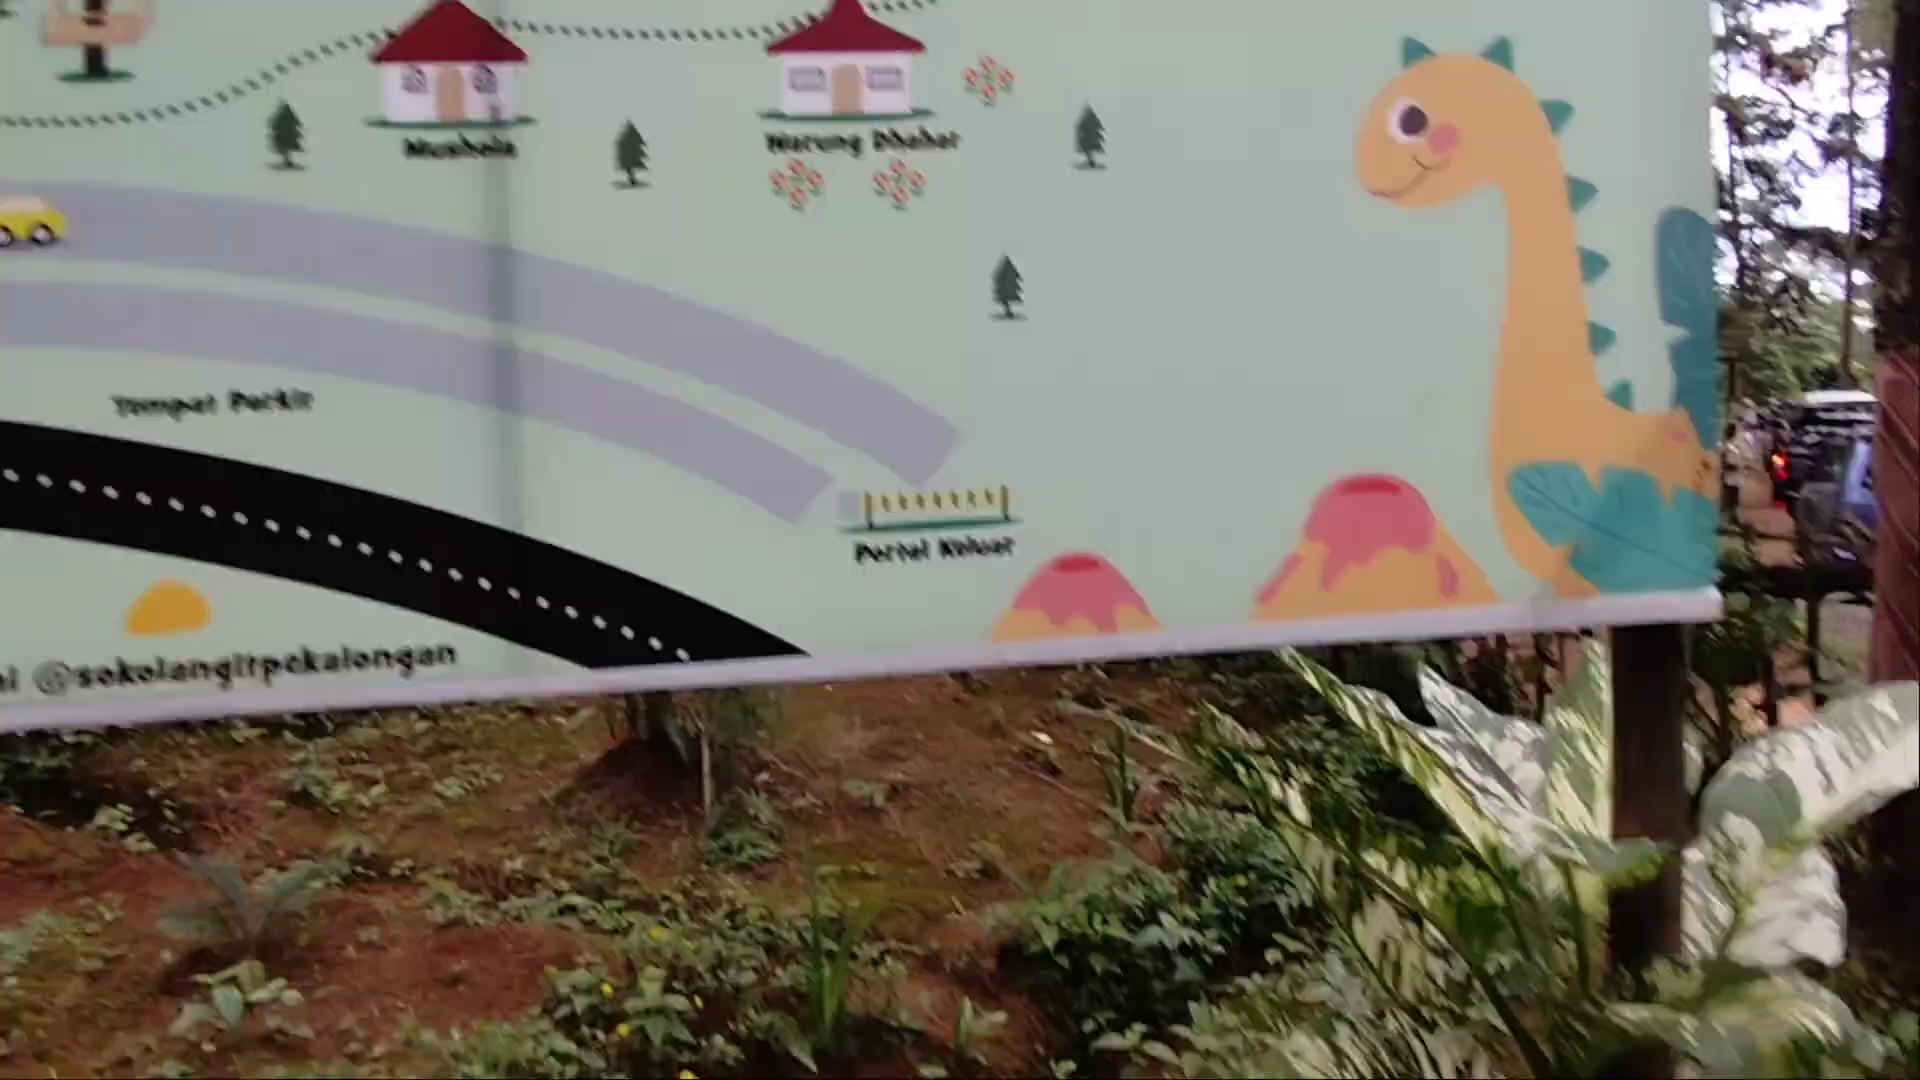 Mushola
Warung Dhahar
Tempat Parkir
Portal Keluar
@sokolangitpekalongan